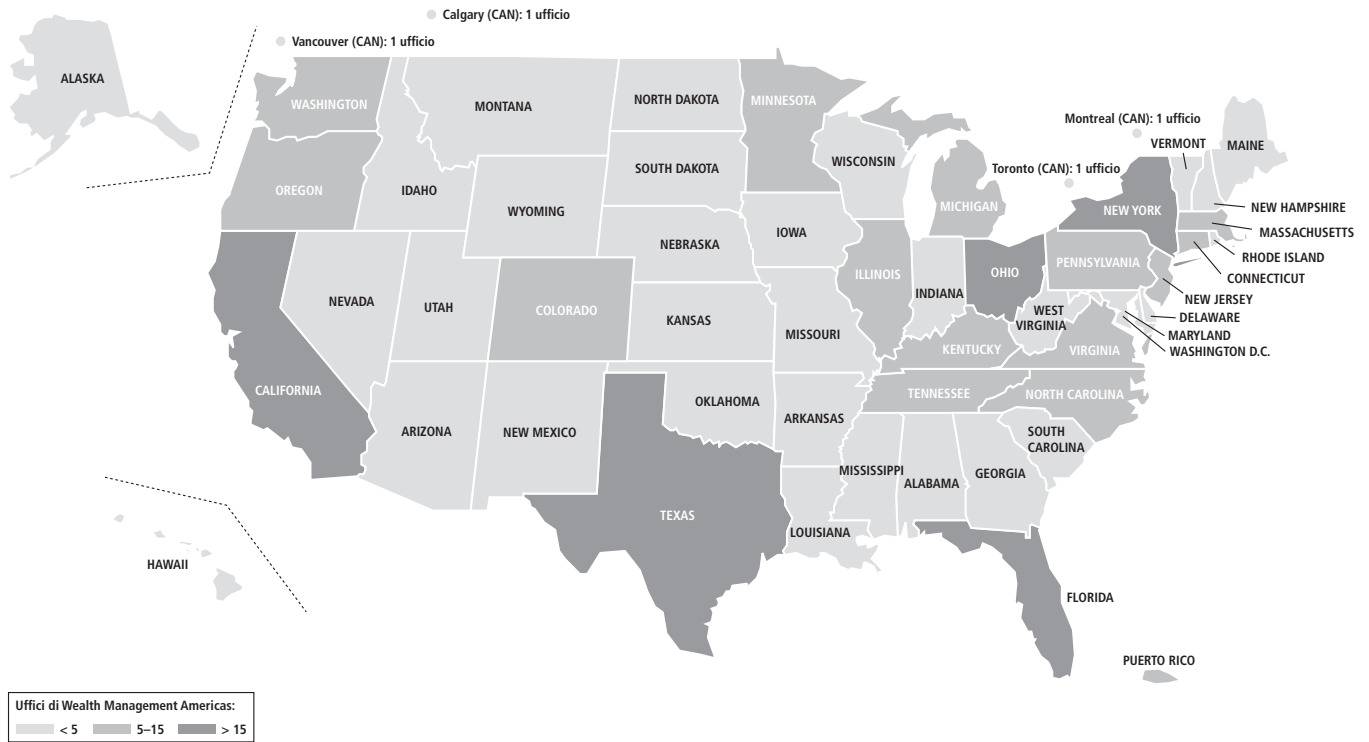 Calgary (CAN): 1 ufficio
Vancouver (CAN): 1 ufficio
ALASKA
WASHINGTON
MONTANA
NORTH DAKOTA
MINNESOTA
Montreal (CAN): 1 ufficio
VERMONT
MAINE
WISCONSIN
SOUTH DAKOTA
Toronto (CAN): 1 ufficio
OREGON
IDAHO
WYOMING
MICHIGAN
NEW YORK
NEW HAMPSHIRE
IOWA
MASSACHUSETTS
NEBRASKA
RHODE ISLAND
PENNSYLVANIA
ILLINOIS
OHIO
CONNECTICUT
INDIANA
NEVADA
UTAH
COLORADO
NEW JERSEY
WEST
VIRGINIA
DELAWARE
KANSAS
MISSOURI
MARYLAND
KENTUCKY
VIRGINIA
WASHINGTON D.C.
CALIFORNIA
TENNESSEE
NORTH CAROLINA
OKLAHOMA
ARKANSAS
ARIZONA
NEW MEXICO
SOUTH
CAROLINA
MISSISSIPPI
ALABAMA
GEORGIA
TEXAS
LOUISIANA
HAWAII
FLORIDA
PUERTO RICO
Uffici di Wealth Management Americas:
< 5 5–15 > 15